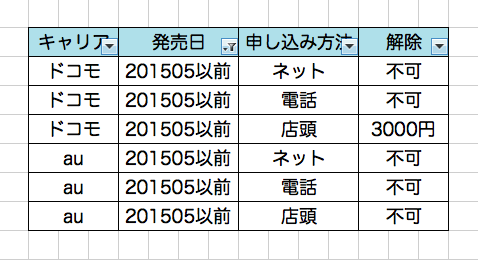 キャリア 発売日 申し込み方法 解除
ドコモ 201505以前 ネット 不可
ドコモ 201505以前 電話 不可
ドコモ 201505以前 店頭 3000円
au 201505以前 ネット 不可
au 201505以前 電話 不可
au 201505以前 店頭 不可